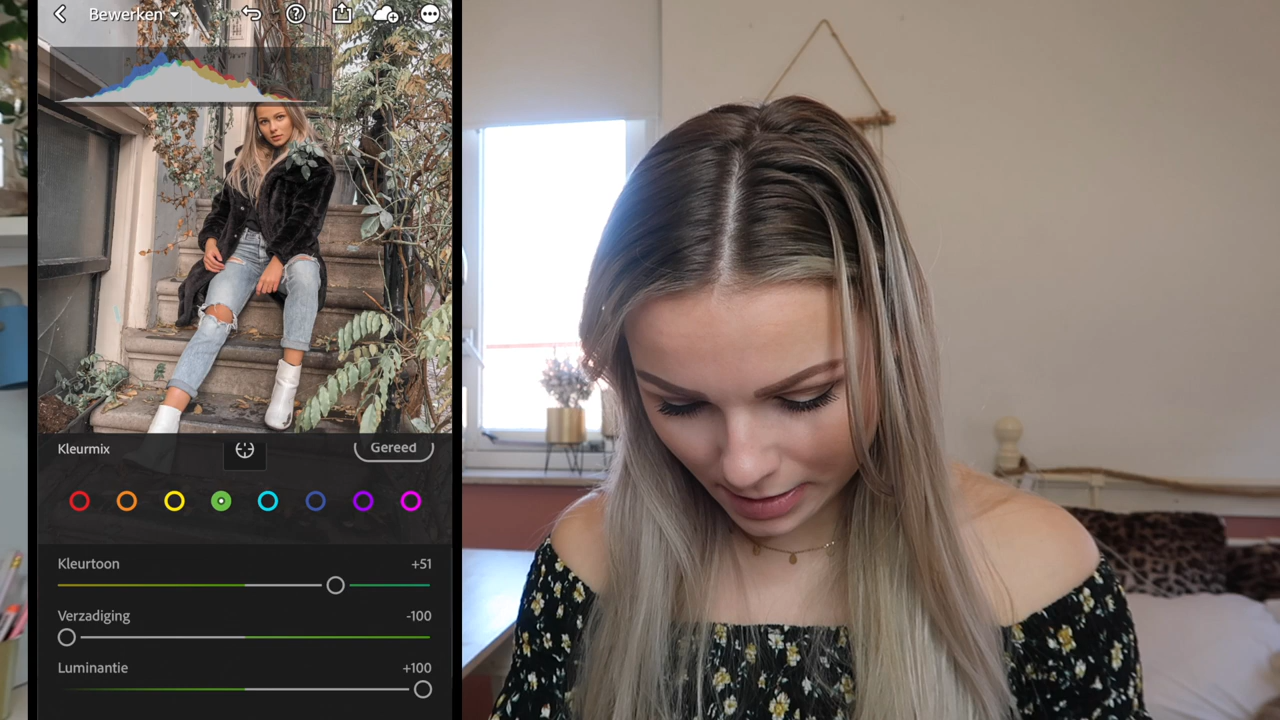 Bewerken
Kleurmix
Gereed
Kleurtoon +51
Verzadiging -100
Luminantie +100